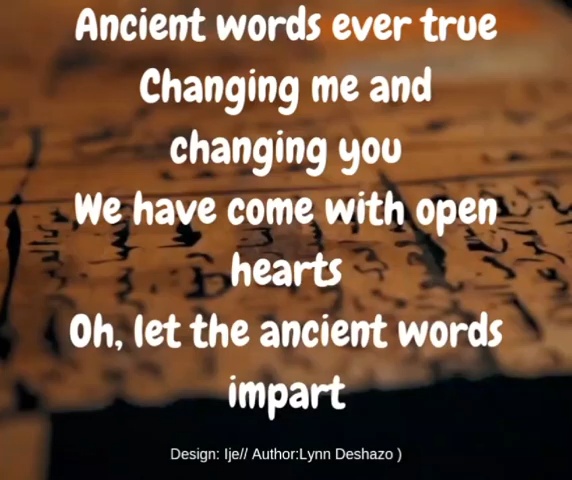 Ancient words ever true
Changing me and
changing you
We have come with open
hearts
Oh, let the ancient words
impart
Design: Ije// Author:Lynn Deshazo )